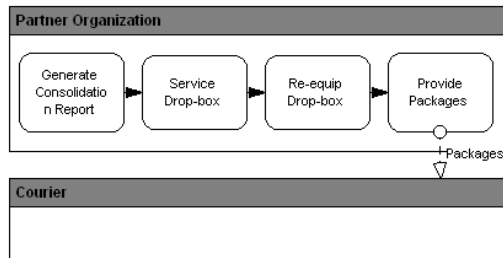 Partner Organization
Generate
Consolidatio
n Report
Service
Drop-box
Re-equip
Drop-box
Provide
Packages
Packages
Courier